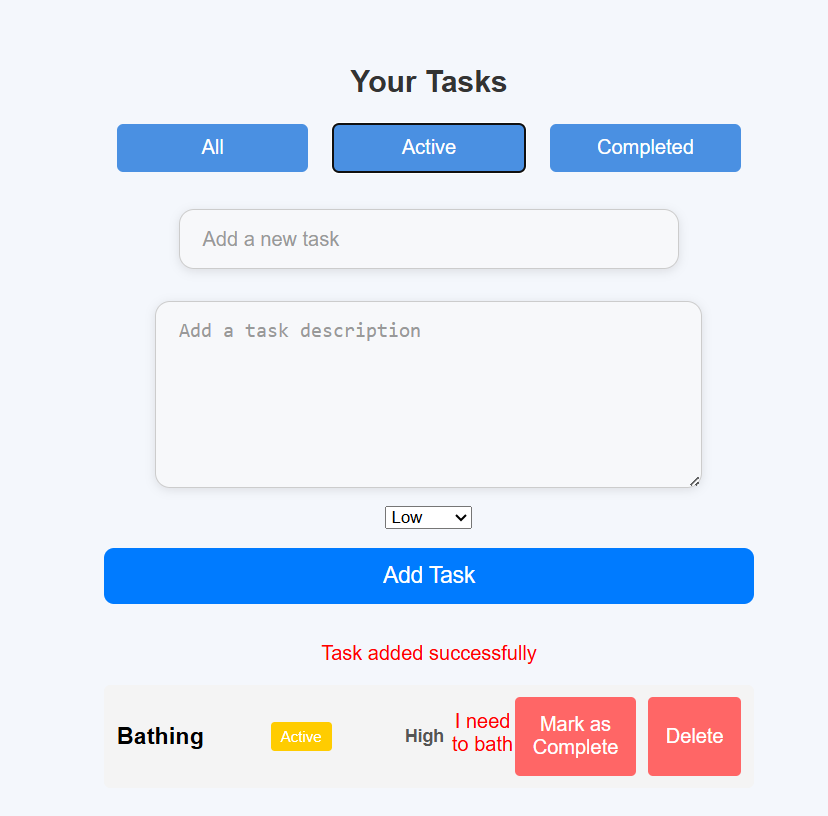 Your Tasks
All Active Completed
Add a new task
Add a task description
Low
Add Task
Task added successfully
Bathing Active High I need to bath Mark as Complete Delete